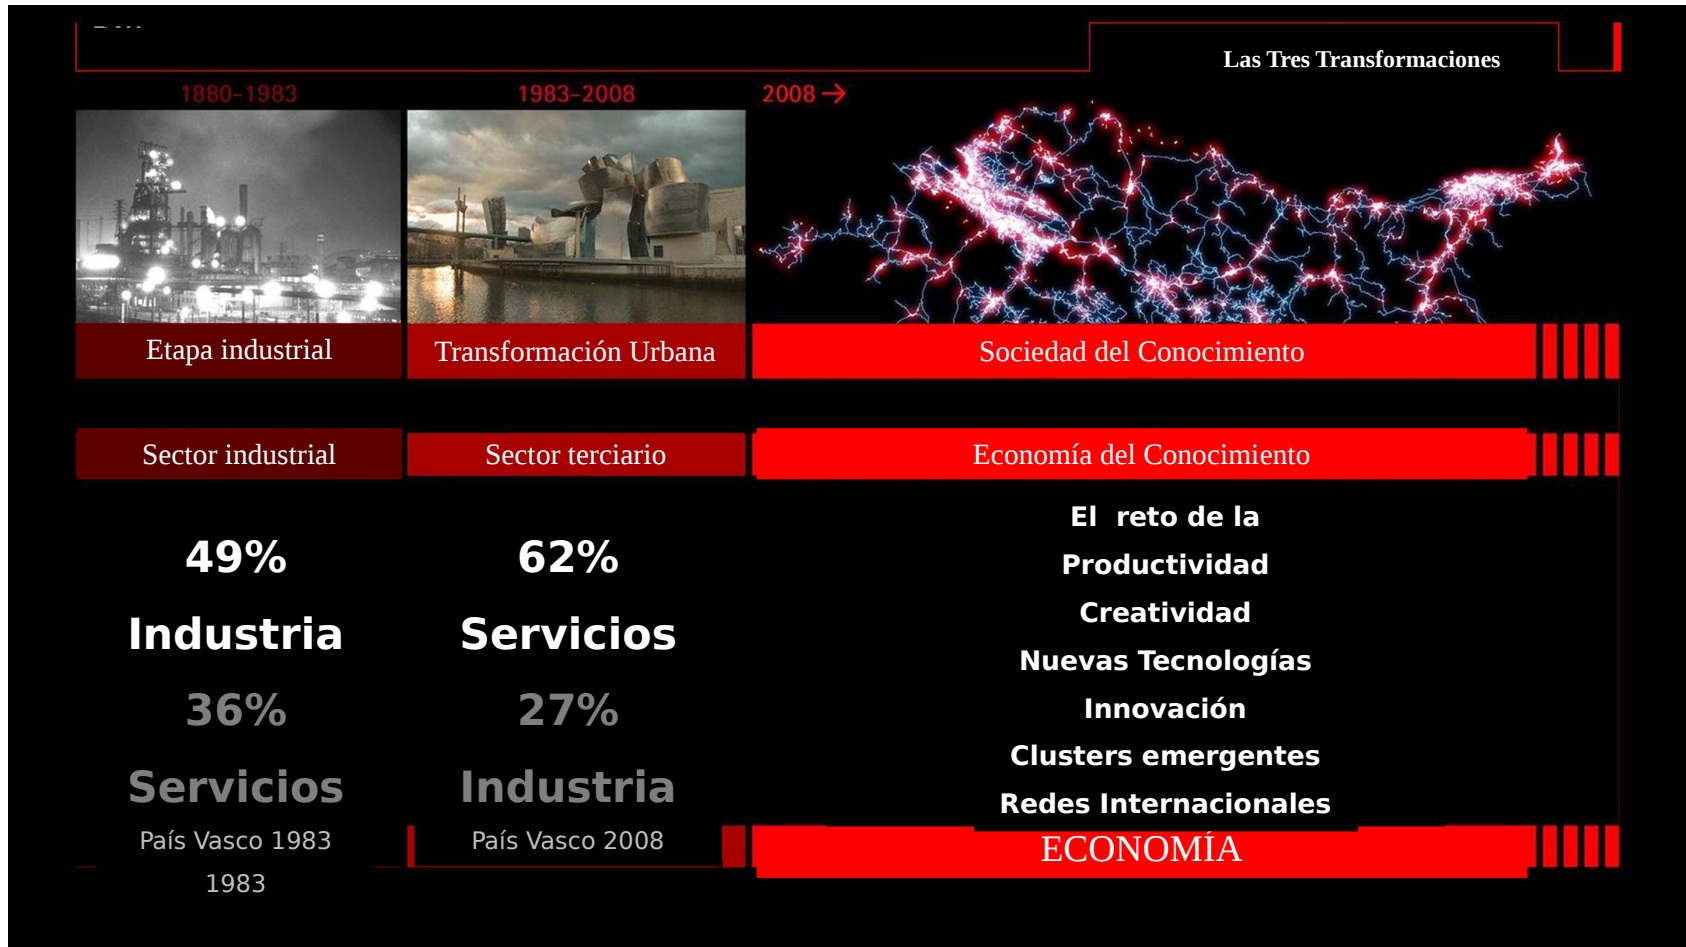 Las Tres Transformaciones
1880-1983
1983-2008
2008 →
Etapa industrial
Transformación Urbana
Sociedad del Conocimiento
Sector industrial
Sector terciario
Economía del Conocimiento
49%
Industria
36%
Servicios
País Vasco 1983
1983
62%
Servicios
27%
Industria
País Vasco 2008
El reto de la
Productividad
Creatividad
Nuevas Tecnologías
Innovación
Clusters emergentes
Redes Internacionales
ECONOMÍA